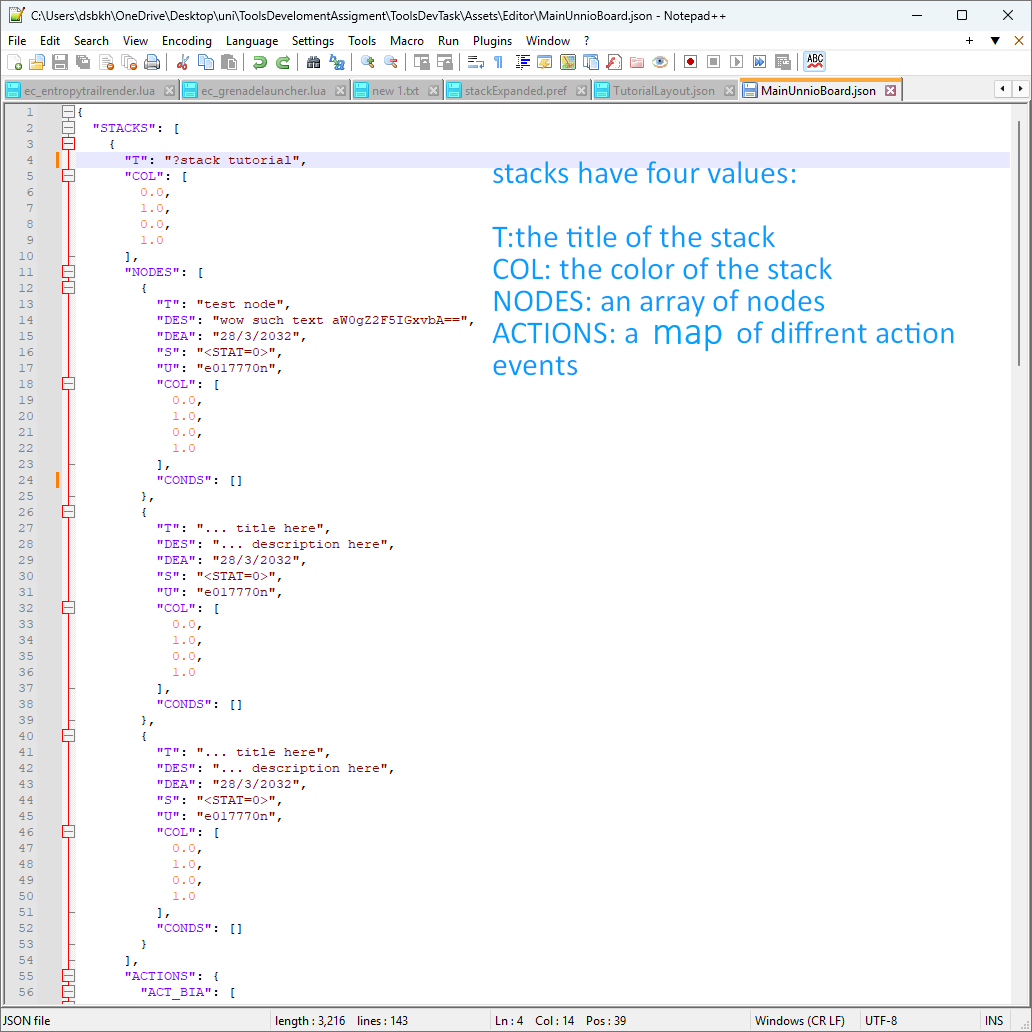 C:\Users\dsbkh\OneDrive\Desktop\uni\ToolsDevelomentAssigment\ToolsDevTask\Assets\Editor\MainUnnioBoard.json - Notepad++
File Edit Search View Encoding Language Settings Tools Macro Run Plugins Window ?
ec_entropytrailrender.lua ec_grenadelauncher.lua new 1.txt stackExpanded.pref TutorialLayout.json MainUnnioBoard.json
1 {
2 "STACKS": [
3 {
4 "T": "?stack tutorial",
5 "COL": [
6 0.0,
7 1.0,
8 0.0,
9 1.0
10 ],
11 "NODES": [
12 {
13 "T": "test node",
14 "DES": "wow such text aW0gZ2F5IGxvbA==",
15 "DEA": "28/3/2032",
16 "S": "<STAT=0>",
17 "U": "e017770n",
18 "COL": [
19 0.0,
20 1.0,
21 0.0,
22 1.0
23 ],
24 "CONDS": []
25 },
26 {
27 "T": "... title here",
28 "DES": "... description here",
29 "DEA": "28/3/2032",
30 "S": "<STAT=0>",
31 "U": "e017770n",
32 "COL": [
33 0.0,
34 1.0,
35 0.0,
36 1.0
37 ],
38 "CONDS": []
39 },
40 {
41 "T": "... title here",
42 "DES": "... description here",
43 "DEA": "28/3/2032",
44 "S": "<STAT=0>",
45 "U": "e017770n",
46 "COL": [
47 0.0,
48 1.0,
49 0.0,
50 1.0
51 ],
52 "CONDS": []
53 }
54 ],
55 "ACTIONS": {
56 "ACT_BIA": [
stacks have four values:
T:the title of the stack
COL: the color of the stack
NODES: an array of nodes
ACTIONS: a map of diffrent action
events
JSON file length : 3,216 lines : 143 Ln : 4 Col : 14 Pos : 39 Windows (CR LF) UTF-8 INS